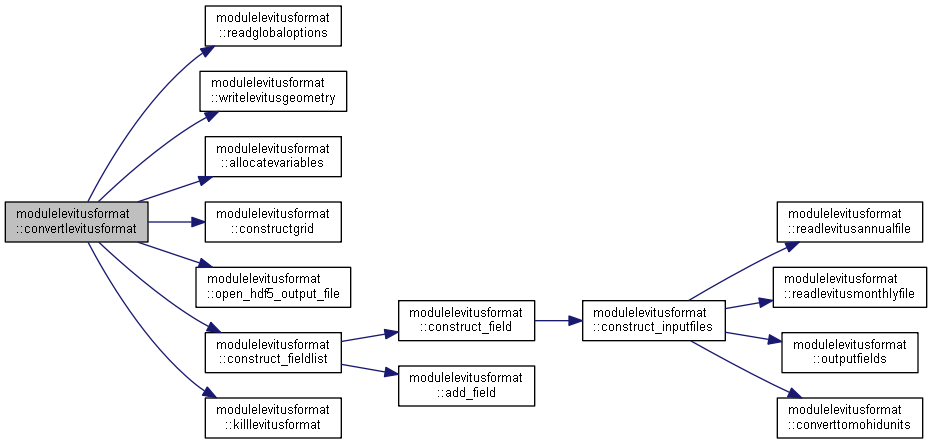 modulelevitusformat
::readglobaloptions
modulelevitusformat
::writelevitusgeometry
modulelevitusformat
::allocatevariables
modulelevitusformat
::convertlevitusformat
modulelevitusformat
::constructgrid
modulelevitusformat
::open_hdf5_output_file
modulelevitusformat
::construct_fieldlist
modulelevitusformat
::killlevitusformat
modulelevitusformat
::construct_field
modulelevitusformat
::add_field
modulelevitusformat
::construct_inputfiles
modulelevitusformat
::readlevitusannualfile
modulelevitusformat
::readlevitusmonthlyfile
modulelevitusformat
::outputfields
modulelevitusformat
::converttomohidunits